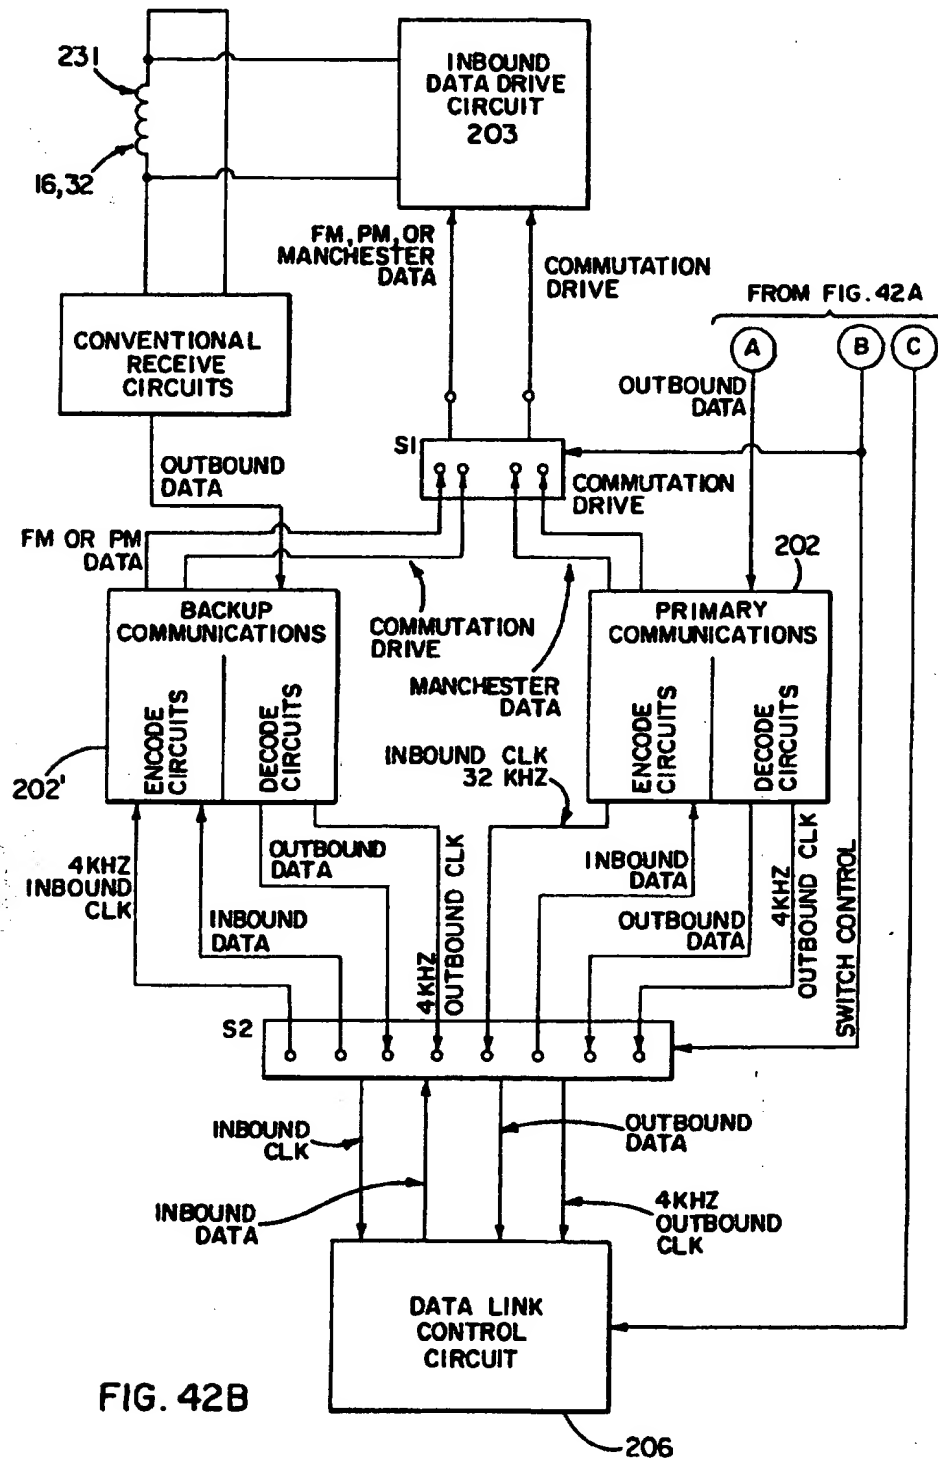 231
16,32
INBOUND
DATA DRIVE
CIRCUIT
203
FM, PM, OR
MANCHESTER
DATA
COMMUTATION
DRIVE
FROM FIG. 42A
A
B
C
CONVENTIONAL
RECEIVE
CIRCUITS
OUTBOUND
DATA
OUTBOUND
DATA
S1
COMMUTATION
DRIVE
FM OR PM
DATA
202
BACKUP
COMMUNICATIONS
ENCODE
CIRCUITS
DECODE
CIRCUITS
COMMUTATION
DRIVE
MANCHESTER
DATA
PRIMARY
COMMUNICATIONS
ENCODE
CIRCUITS
DECODE
CIRCUITS
202'
INBOUND CLK
32 KHZ
4KHZ
INBOUND
CLK
OUTBOUND
DATA
INBOUND
DATA
4KHZ
OUTBOUND CLK
INBOUND
DATA
OUTBOUND
DATA
4KHZ
OUTBOUND CLK
SWITCH CONTROL
S2
INBOUND
CLK
OUTBOUND
DATA
INBOUND
DATA
4KHZ
OUTBOUND
CLK
DATA LINK
CONTROL
CIRCUIT
FIG. 42B
206